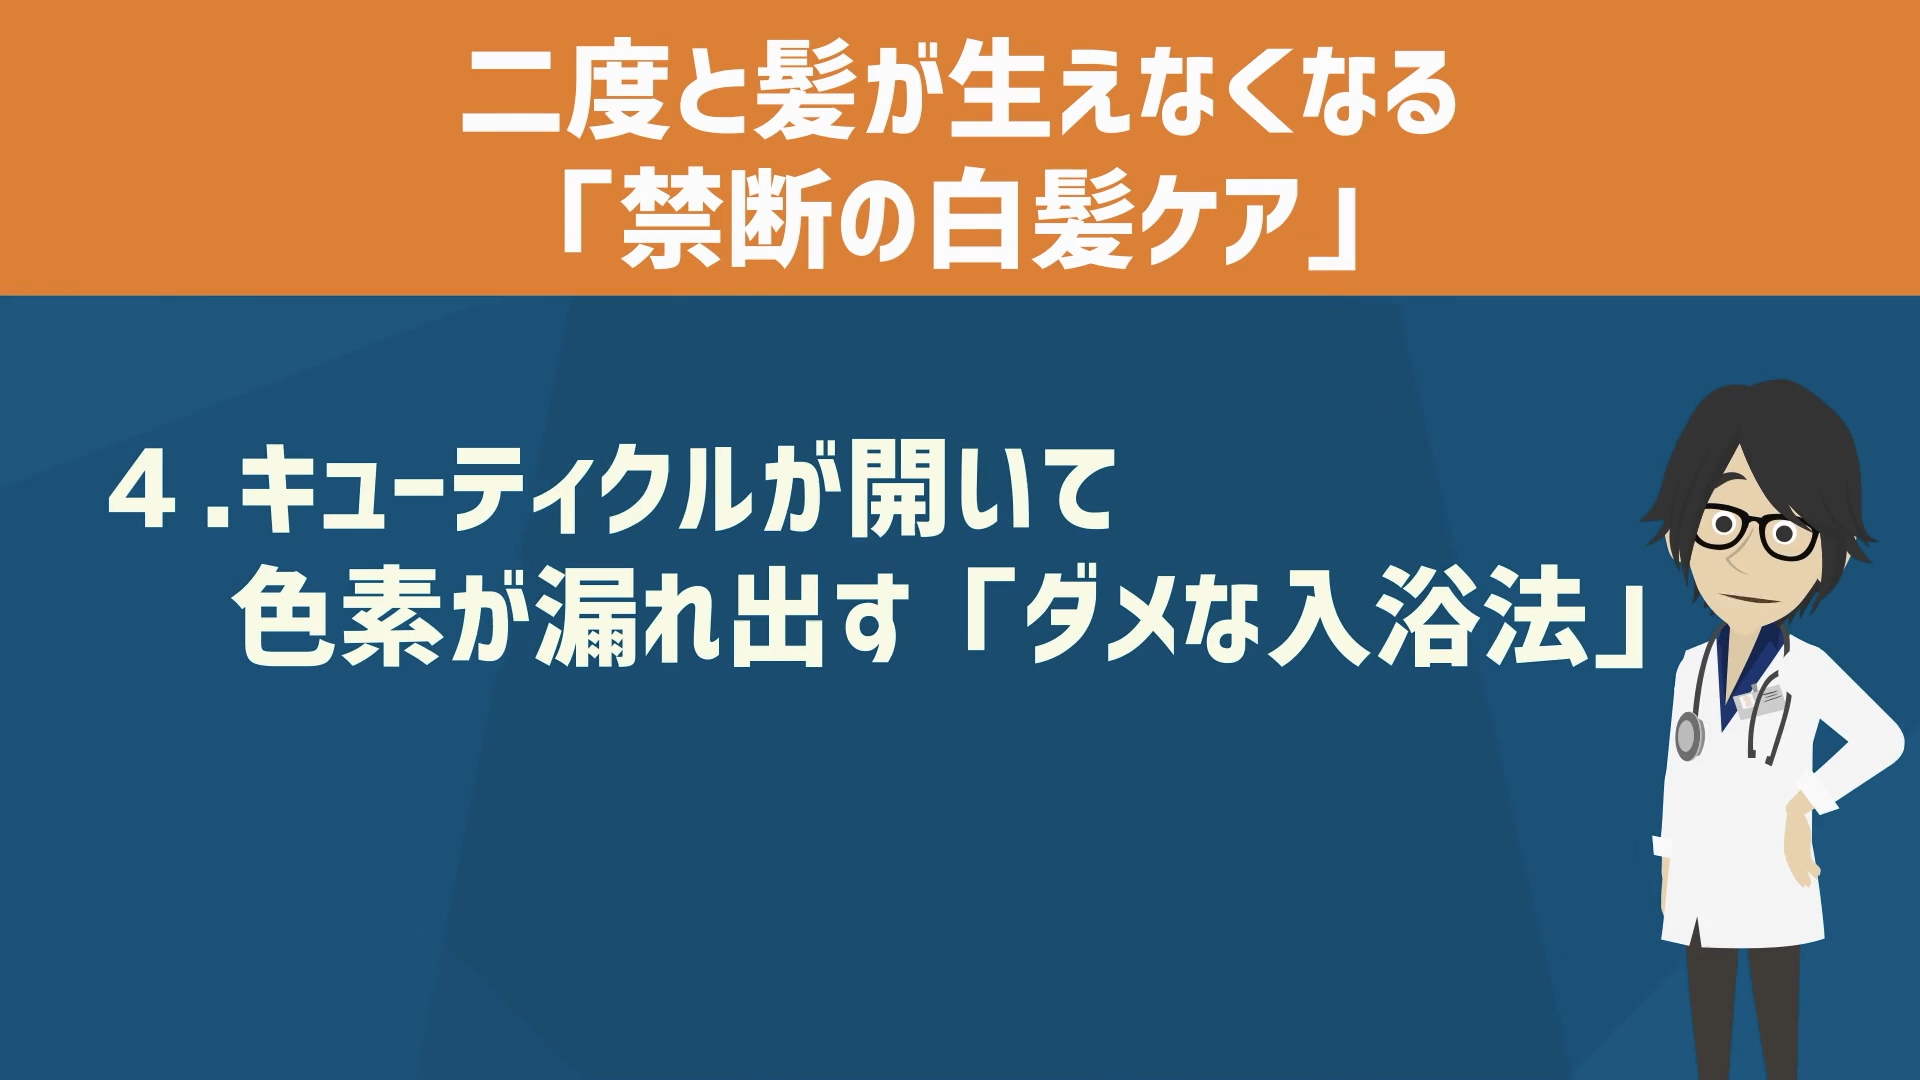 二度と髪が生えなくなる
「禁断の白髪ケア」
４.キューティクルが開いて
色素が漏れ出す「ダメな入浴法」